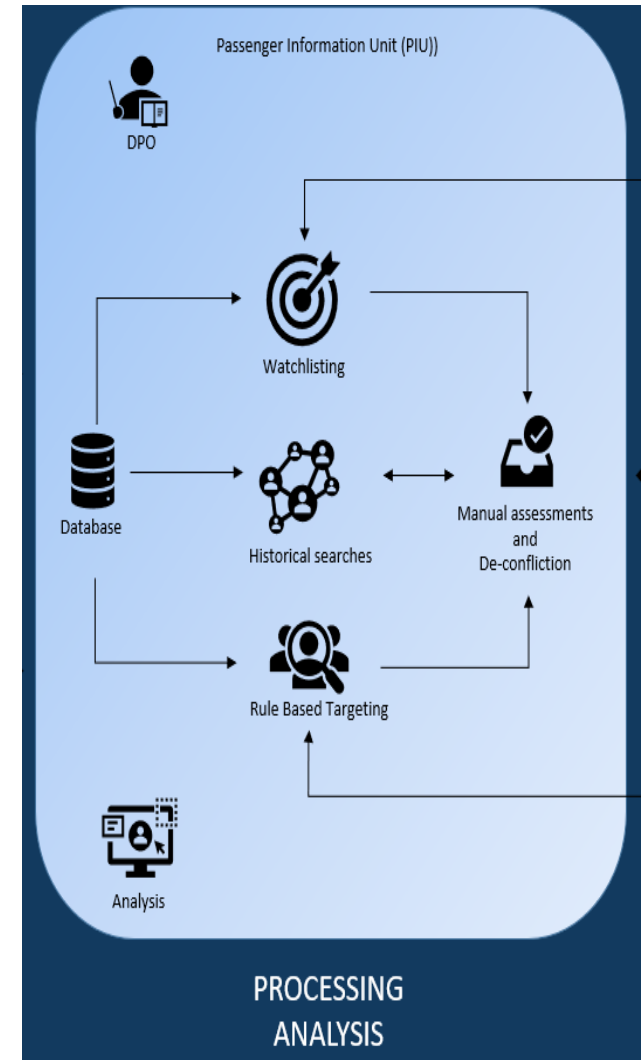 Passenger Information Unit (PIU))
DPO
Watchlisting
Database
Historical searches
Manual assessments
and
De-confliction
Rule Based Targeting
Analysis
PROCESSING
ANALYSIS